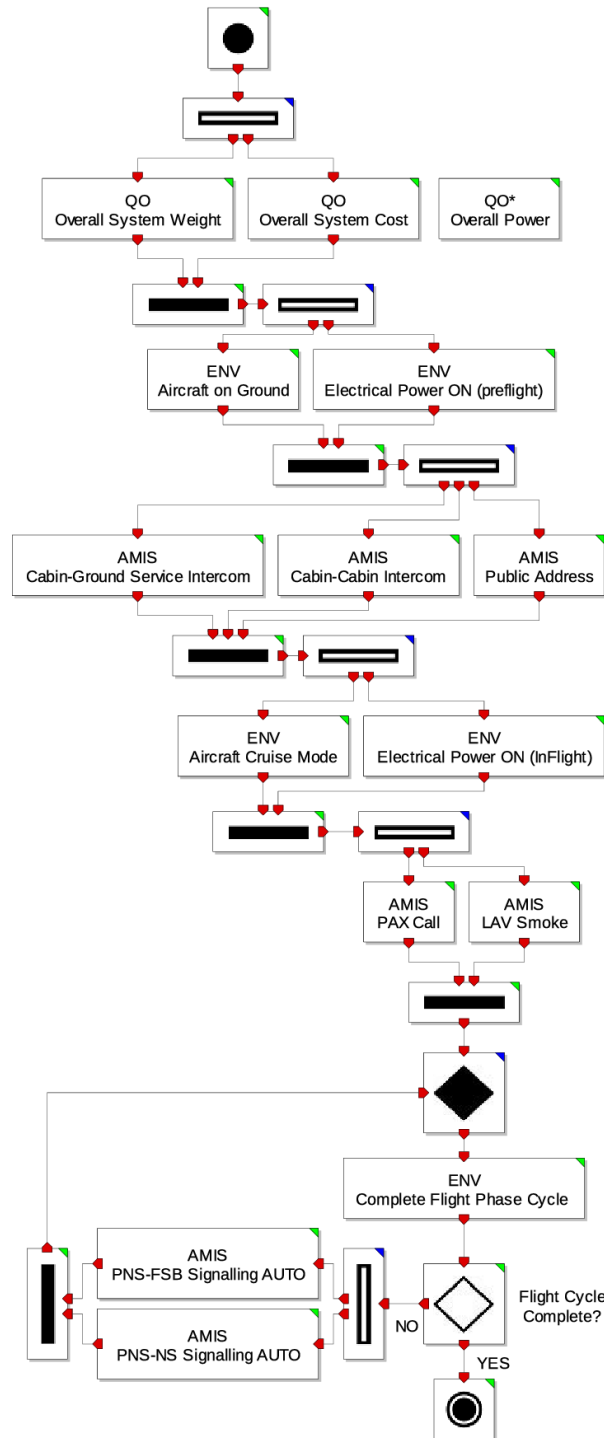 QO
Overall System Weight
QO
Overall System Cost
QO*
Overall Power
ENV
Aircraft on Ground
ENV
Electrical Power ON (preflight)
AMIS
Cabin-Ground Service Intercom
AMIS
Cabin-Cabin Intercom
AMIS
Public Address
ENV
Aircraft Cruise Mode
ENV
Electrical Power ON (InFlight)
AMIS
PAX Call
AMIS
LAV Smoke
ENV
Complete Flight Phase Cycle
AMIS
PNS-FSB Signalling AUTO
AMIS
PNS-NS Signalling AUTO
NO
Flight Cycle
Complete?
YES